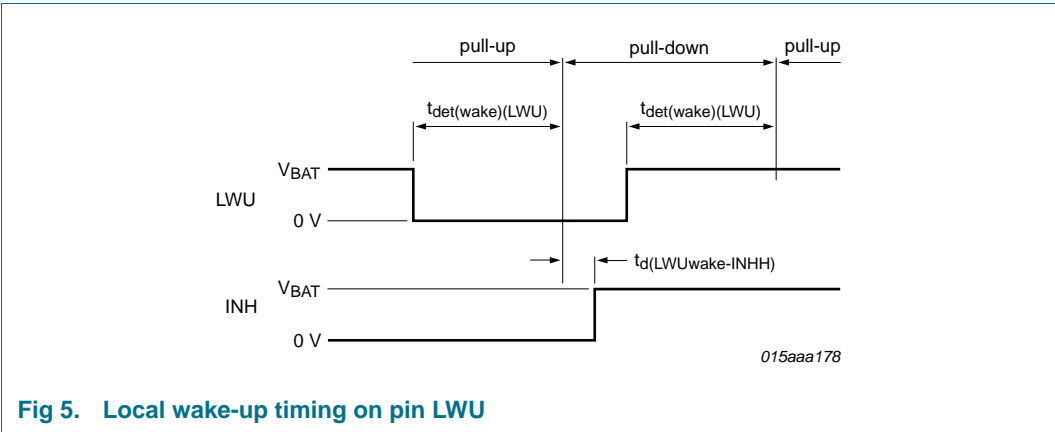 pull-up pull-down pull-up
tdet(wake)(LWU) tdet(wake)(LWU)
VBAT
LWU
0 V
td(LWUwake-INHH)
VBAT
INH
0 V
015aaa178
Fig 5. Local wake-up timing on pin LWU